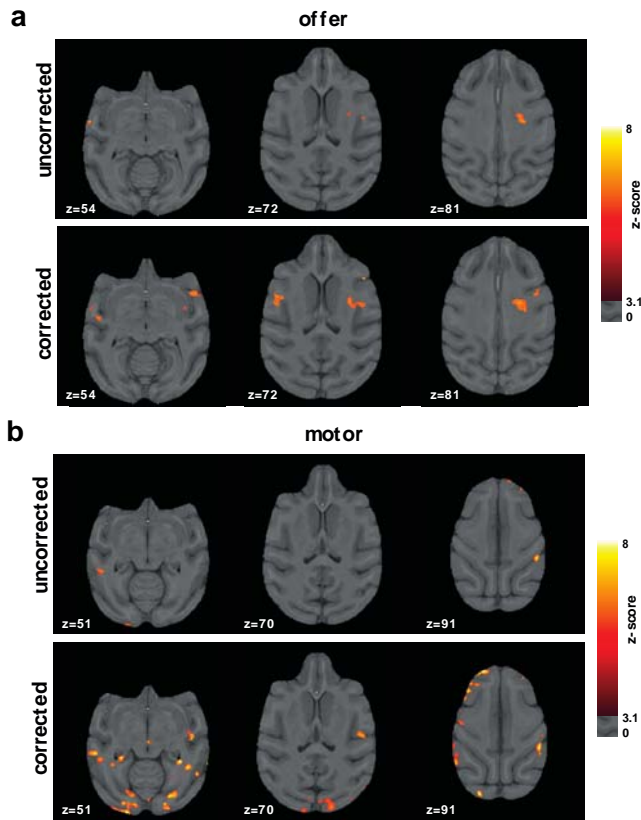 a
offer
uncorrected
z=54
z=72
z=81
corrected
z=54
z=72
z=81
8
z- score
3.1
0
b
motor
uncorrected
z=51
z=70
z=91
corrected
z=51
z=70
z=91
8
z- score
3.1
0